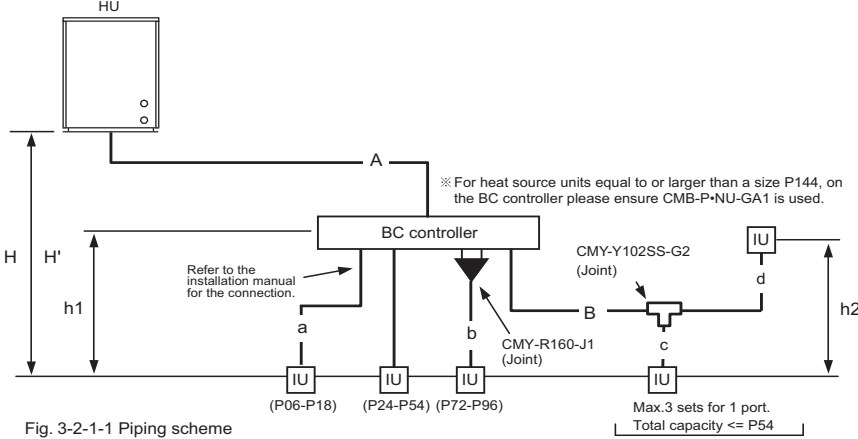 HU
A
※For heat source units equal to or larger than a size P144, on
the BC controller please ensure CMB-P•NU-GA1 is used.
BC controller
IU
CMY-Y102SS-G2
(Joint)
H
H'
h1
Refer to the
installation manual
for the connection.
d
h2
B
a
b
CMY-R160-J1
(Joint)
c
IU
IU
IU
IU
(P06-P18)
(P24-P54)
(P72-P96)
Max.3 sets for 1 port.
Total capacity <= P54
Fig. 3-2-1-1 Piping scheme